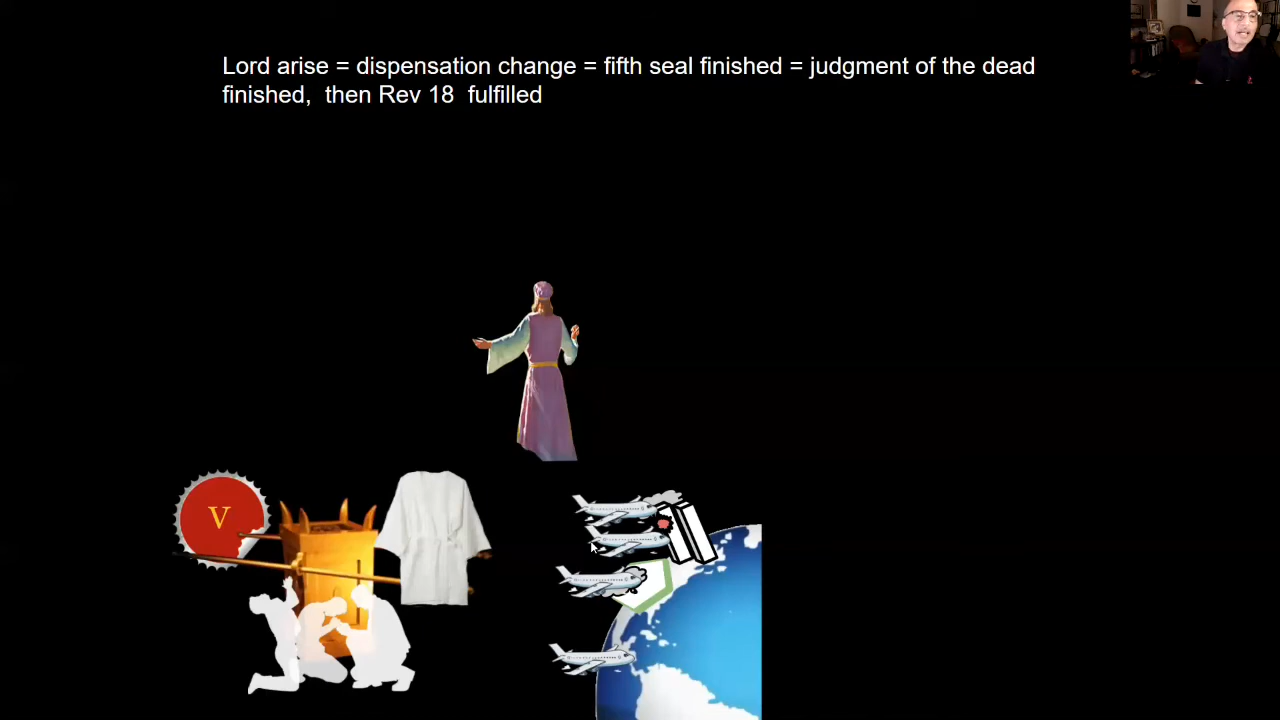 Lord arise = dispensation change = fifth seal finished = judgment of the dead
finished,  then Rev 18  fulfilled
V